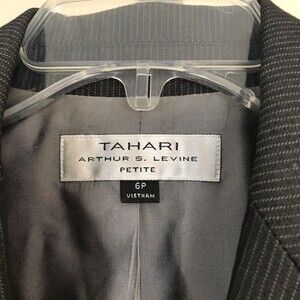 TAHARI
ARTHUR S. LEVINE
PETITE
6P
VIETNAM